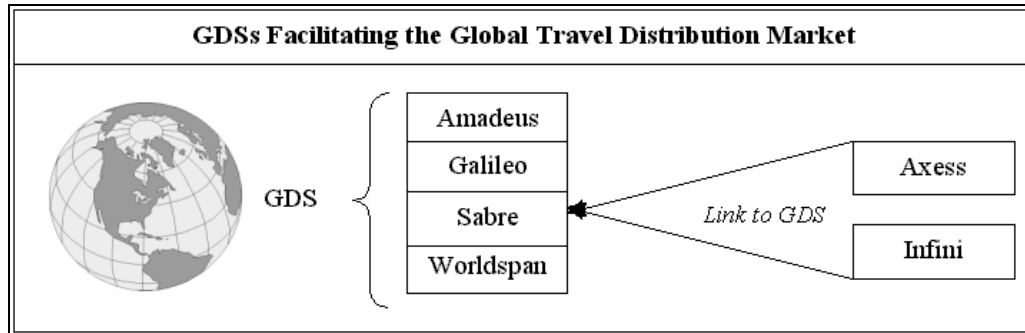 GDSs Facilitating the Global Travel Distribution Market
GDS
Amadeus
Galileo
Sabre
Worldspan
Link to GDS
Axess
Infini